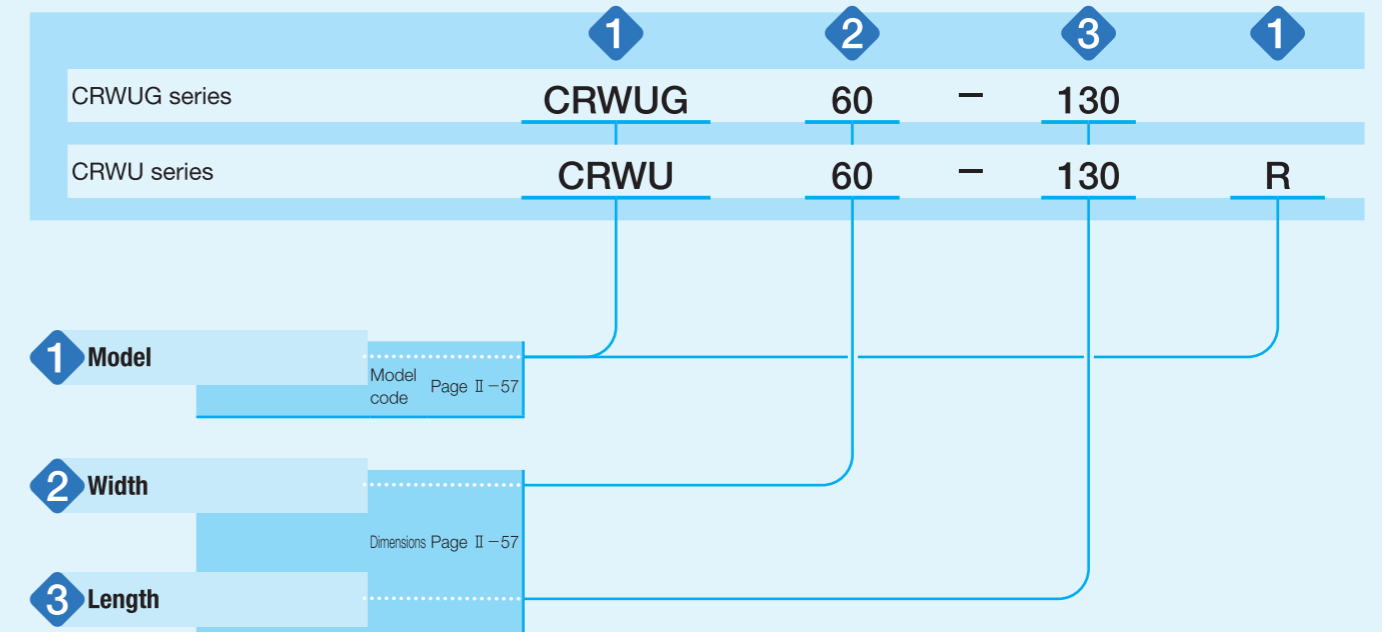 1 2 3 1
CRWUG series CRWUG 60 − 130
CRWU series CRWU 60 − 130 R
1 Model
Model code Page Ⅱ−57
2 Width
Dimensions Page Ⅱ−57
3 Length